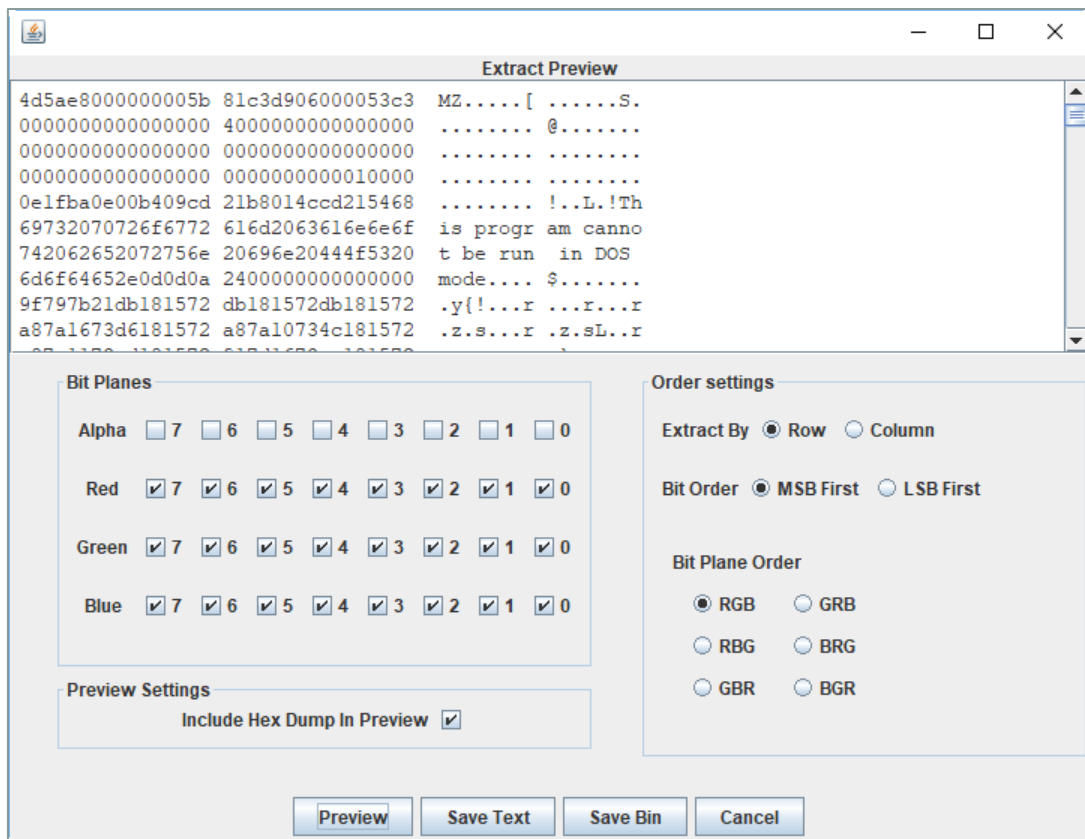 Extract Preview
4d5ae8000000005b 81c3d906000053c3 MZ.....[ ......S.
0000000000000000 4000000000000000 ........ @.......
0000000000000000 0000000000000000 ........ ........
0000000000000000 0000000000010000 ........ ........
0e1fba0e00b409cd 21b8014ccd215468 ........ !..L.!Th
69732070726f6772 616d2063616e6e6f is progr am canno
742062652072756e 20696e20444f5320 t be run  in DOS
6d6f64652e0d0d0a 2400000000000000 mode.... $.......
9f797b21db181572 db181572db181572 .y{!...r ...r...r
a87a1673d6181572 a87a10734c181572 .z.s...r .z.sL..r
Bit Planes
Alpha 7 6 5 4 3 2 1 0
Red 7 6 5 4 3 2 1 0
Green 7 6 5 4 3 2 1 0
Blue 7 6 5 4 3 2 1 0
Preview Settings
Include Hex Dump In Preview
Order settings
Extract By Row Column
Bit Order MSB First LSB First
Bit Plane Order
RGB GRB
RBG BRG
GBR BGR
Preview Save Text Save Bin Cancel